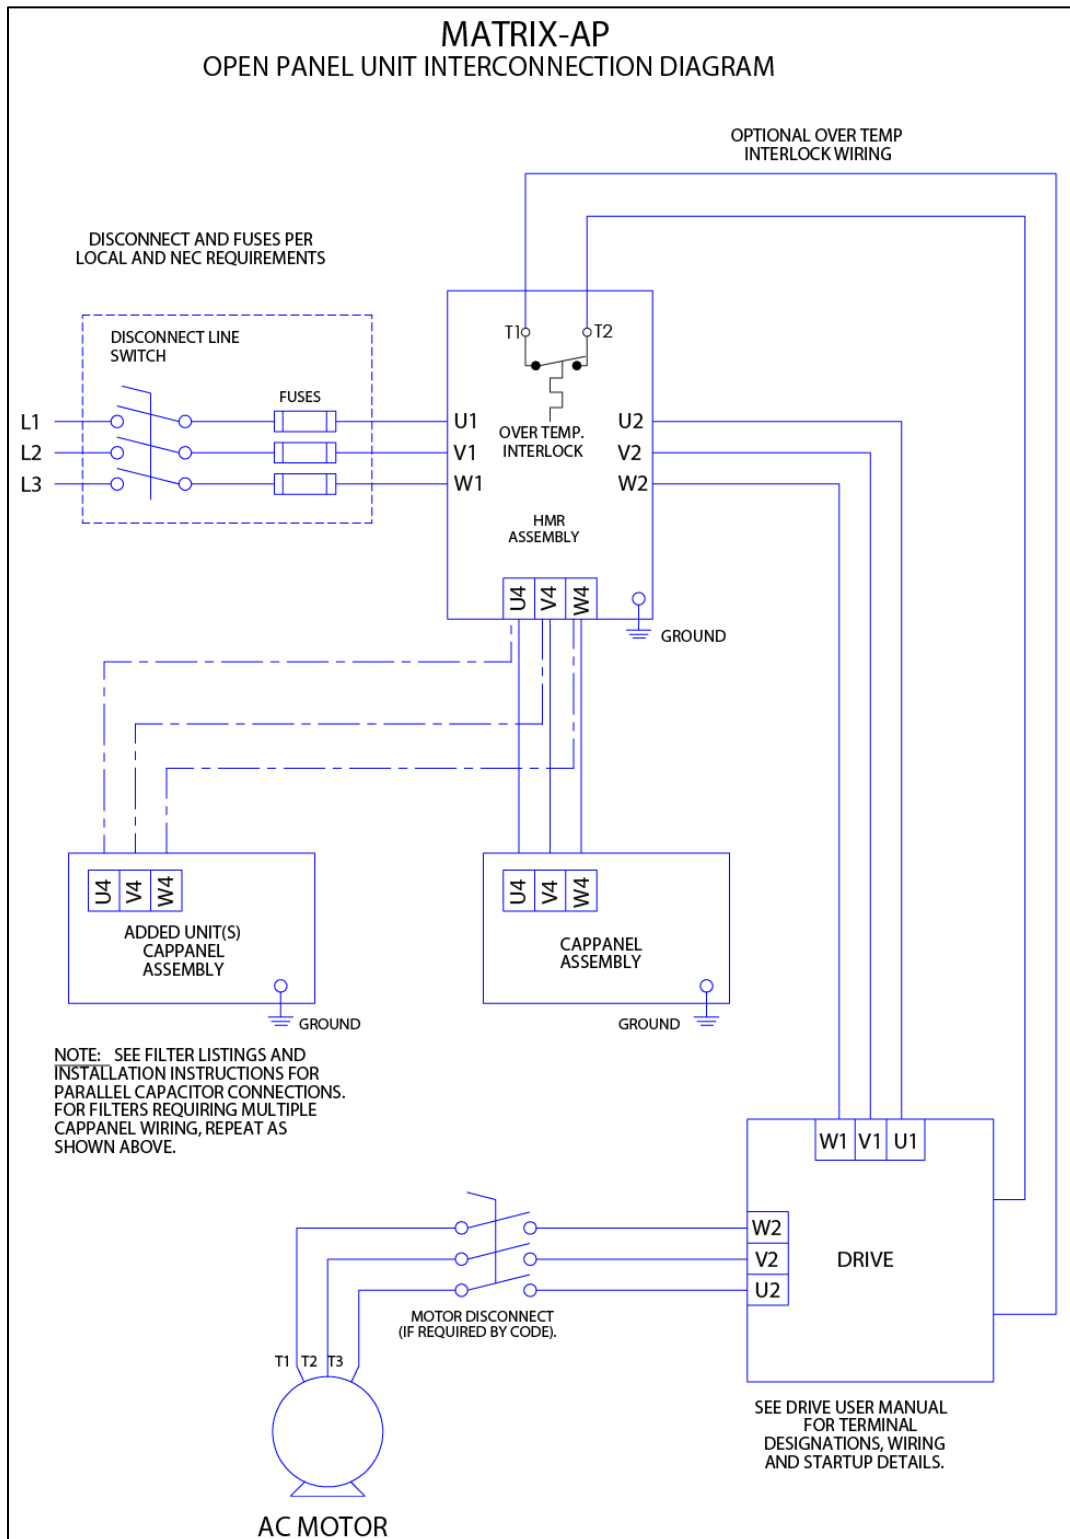 MATRIX-AP
OPEN PANEL UNIT INTERCONNECTION DIAGRAM
OPTIONAL OVER TEMP
INTERLOCK WIRING
DISCONNECT AND FUSES PER
LOCAL AND NEC REQUIREMENTS
DISCONNECT LINE
SWITCH
FUSES
L1
L2
L3
T1
T2
U1
V1
W1
OVER TEMP.
INTERLOCK
U2
V2
W2
HMR
ASSEMBLY
U4
V4
W4
GROUND
U4
V4
W4
ADDED UNIT(S)
CAPPANEL
ASSEMBLY
GROUND
U4
V4
W4
CAPPANEL
ASSEMBLY
GROUND
NOTE: SEE FILTER LISTINGS AND
INSTALLATION INSTRUCTIONS FOR
PARALLEL CAPACITOR CONNECTIONS.
FOR FILTERS REQUIRING MULTIPLE
CAPPANEL WIRING, REPEAT AS
SHOWN ABOVE.
W1 V1 U1
W2
V2
U2
DRIVE
MOTOR DISCONNECT
(IF REQUIRED BY CODE).
T1 T2 T3
SEE DRIVE USER MANUAL
FOR TERMINAL
DESIGNATIONS, WIRING
AND STARTUP DETAILS.
AC MOTOR